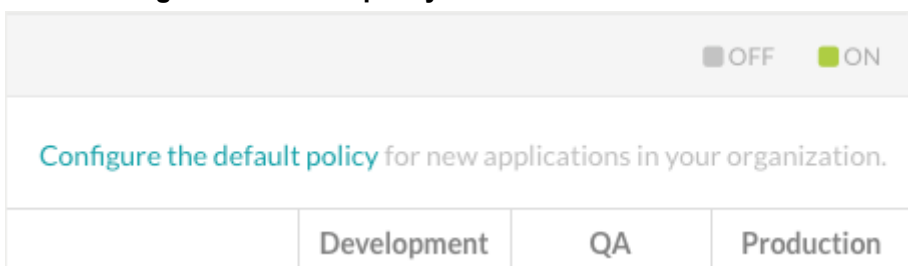 OFF ON
Configure the default policy for new applications in your organization.
Development QA Production